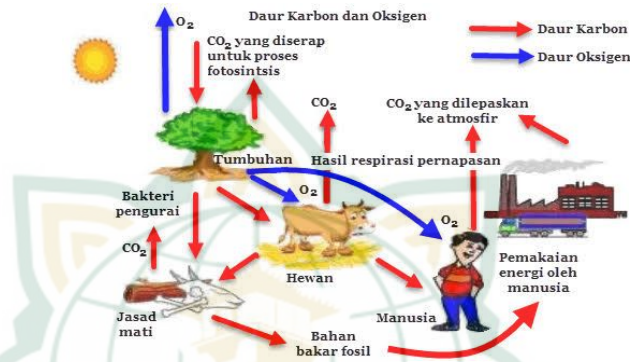 Daur Karbon dan Oksigen
Daur Karbon
Daur Oksigen
O2
CO2 yang diserap
untuk proses
fotosintsis
CO2
CO2 yang dilepaskan
ke atmosfir
Tumbuhan
Hasil respirasi pernapasan
Bakteri
pengurai
O2
O2
CO2
Hewan
Pemakaian
energi oleh
manusia
Jasad
mati
Manusia
Bahan
bakar fosil